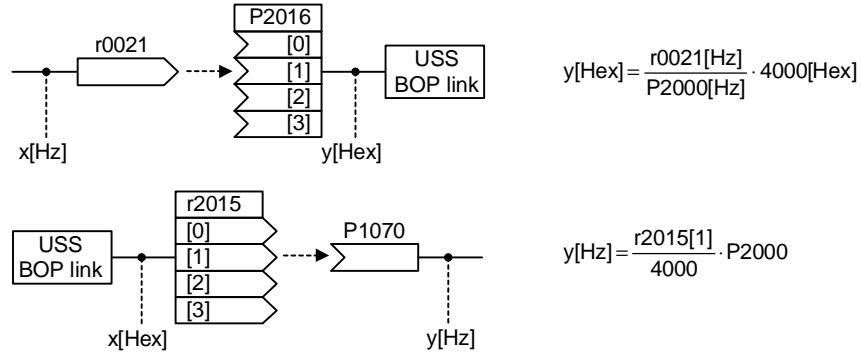 P2016
r0021
[0]
[1]
[2]
[3]
USS
BOP link
x[Hz]
y[Hex]
y[Hex] = r0021[Hz] / P2000[Hz] · 4000[Hex]
r2015
USS
BOP link
[0]
[1]
[2]
[3]
P1070
x[Hex]
y[Hz]
y[Hz] = r2015[1] / 4000 · P2000